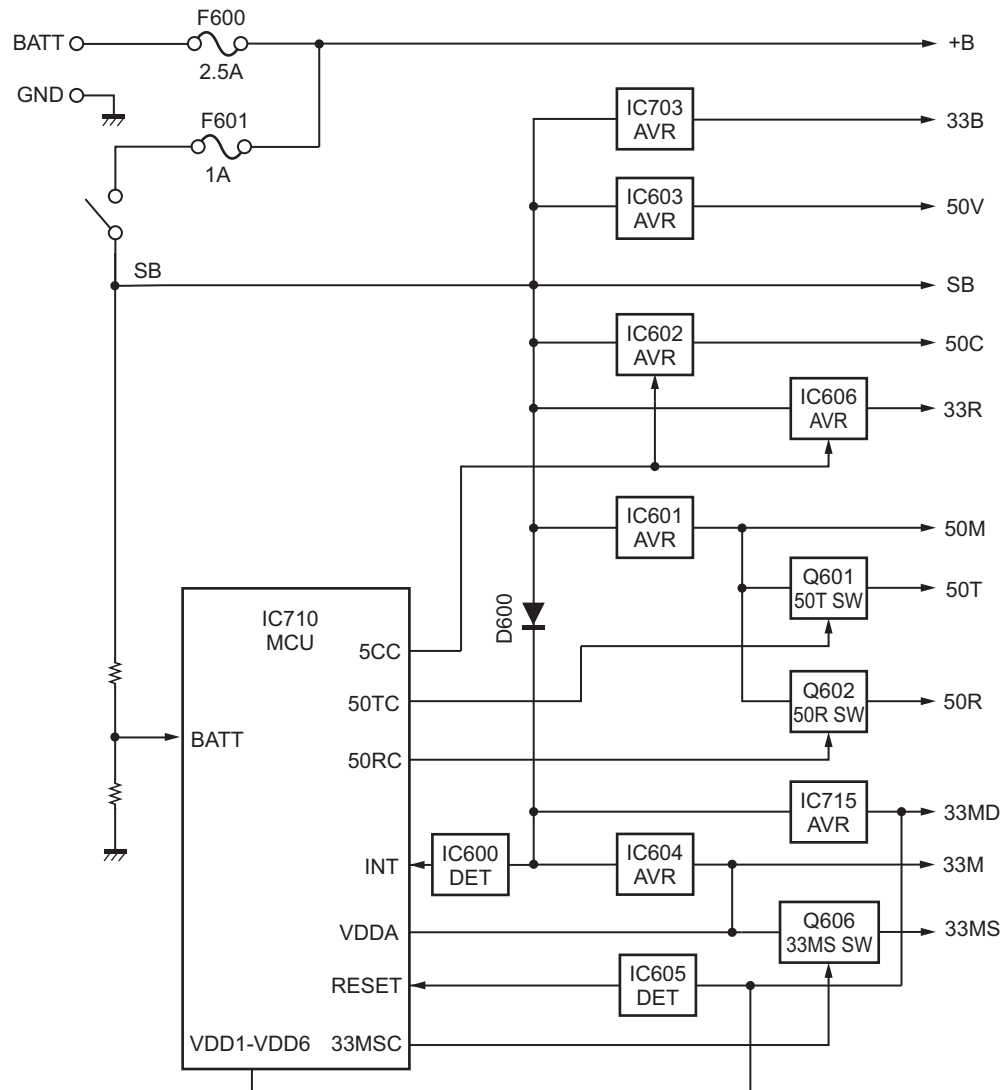 F600
BATT
+B
2.5A
GND
F601
1A
IC703
AVR
33B
IC603
AVR
50V
SB
SB
IC602
AVR
50C
IC606
AVR
33R
IC601
AVR
50M
Q601
50T SW
50T
D600
IC710
MCU
5CC
50TC
Q602
50R SW
50R
BATT
50RC
IC715
AVR
33MD
INT
IC600
DET
IC604
AVR
33M
VDDA
Q606
33MS SW
33MS
RESET
IC605
DET
VDD1-VDD6
33MSC